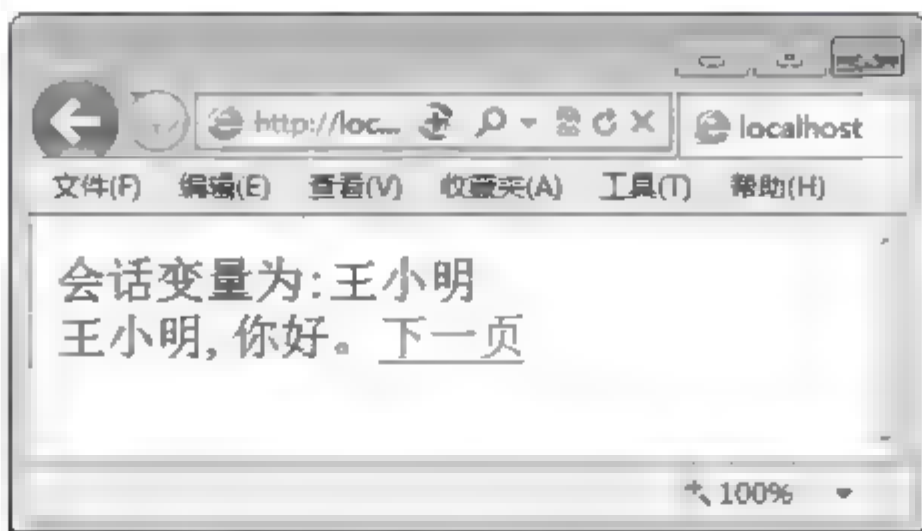 http://loc... localhost
文件(F) 编辑(E) 查看(V) 收藏夹(A) 工具(T) 帮助(H)
会话变量为:王小明
王小明,你好。下一页
100%